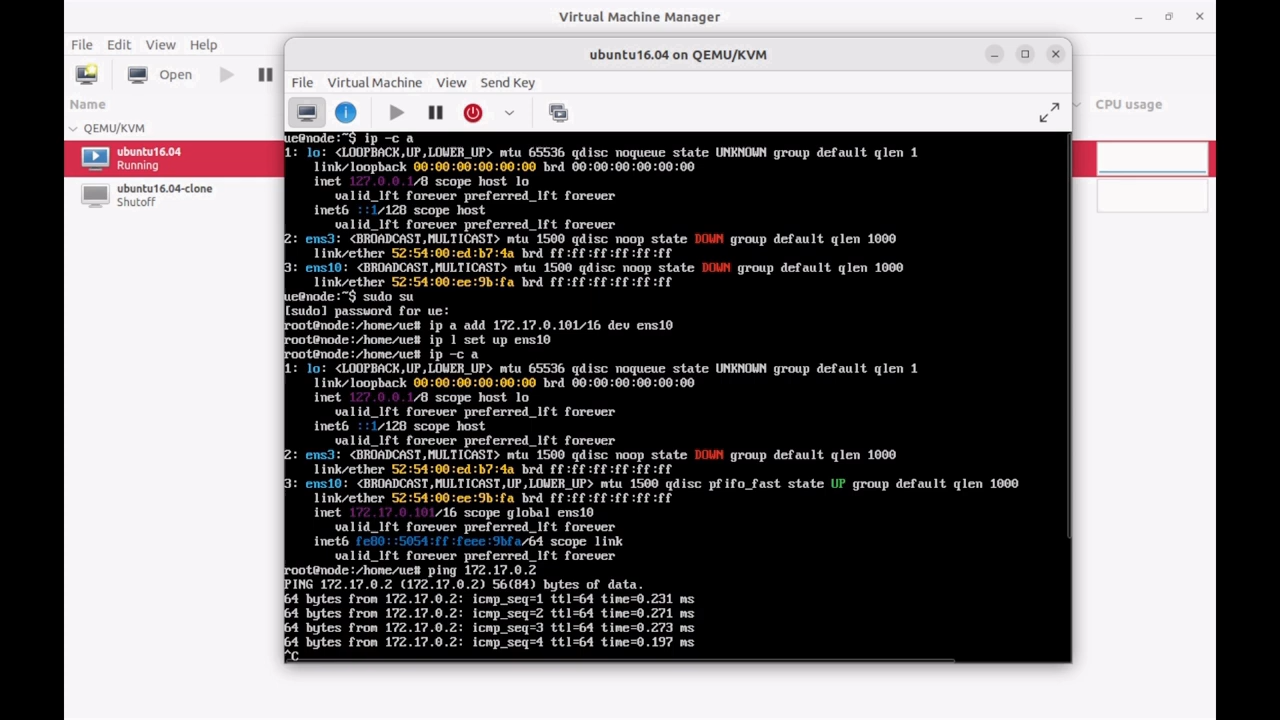 Virtual Machine Manager
File Edit View Help
Open
Name
CPU usage
QEMU/KVM
ubuntu16.04
Running
ubuntu16.04-clone
Shutoff
ubuntu16.04 on QEMU/KVM
File Virtual Machine View Send Key
ue@node:~$ ip -c a
1: lo: <LOOPBACK,UP,LOWER_UP> mtu 65536 qdisc noqueue state UNKNOWN group default qlen 1
link/loopback 00:00:00:00:00:00 brd 00:00:00:00:00:00
inet 127.0.0.1/8 scope host lo
valid_lft forever preferred_lft forever
inet6 ::1/128 scope host
valid_lft forever preferred_lft forever
2: ens3: <BROADCAST,MULTICAST> mtu 1500 qdisc noop state DOWN group default qlen 1000
link/ether 52:54:00:ed:b7:4a brd ff:ff:ff:ff:ff:ff
3: ens10: <BROADCAST,MULTICAST> mtu 1500 qdisc noop state DOWN group default qlen 1000
link/ether 52:54:00:ee:9b:fa brd ff:ff:ff:ff:ff:ff
ue@node:~$ sudo su
[sudo] password for ue:
root@node:/home/ue# ip a add 172.17.0.101/16 dev ens10
root@node:/home/ue# ip l set up ens10
root@node:/home/ue# ip -c a
1: lo: <LOOPBACK,UP,LOWER_UP> mtu 65536 qdisc noqueue state UNKNOWN group default qlen 1
link/loopback 00:00:00:00:00:00 brd 00:00:00:00:00:00
inet 127.0.0.1/8 scope host lo
valid_lft forever preferred_lft forever
inet6 ::1/128 scope host
valid_lft forever preferred_lft forever
2: ens3: <BROADCAST,MULTICAST> mtu 1500 qdisc noop state DOWN group default qlen 1000
link/ether 52:54:00:ed:b7:4a brd ff:ff:ff:ff:ff:ff
3: ens10: <BROADCAST,MULTICAST,UP,LOWER_UP> mtu 1500 qdisc pfifo_fast state UP group default qlen 1000
link/ether 52:54:00:ee:9b:fa brd ff:ff:ff:ff:ff:ff
inet 172.17.0.101/16 scope global ens10
valid_lft forever preferred_lft forever
inet6 fe80::5054:ff:feee:9bfa/64 scope link
valid_lft forever preferred_lft forever
root@node:/home/ue# ping 172.17.0.2
PING 172.17.0.2 (172.17.0.2) 56(84) bytes of data.
64 bytes from 172.17.0.2: icmp_seq=1 ttl=64 time=0.231 ms
64 bytes from 172.17.0.2: icmp_seq=2 ttl=64 time=0.271 ms
64 bytes from 172.17.0.2: icmp_seq=3 ttl=64 time=0.273 ms
64 bytes from 172.17.0.2: icmp_seq=4 ttl=64 time=0.197 ms
^C